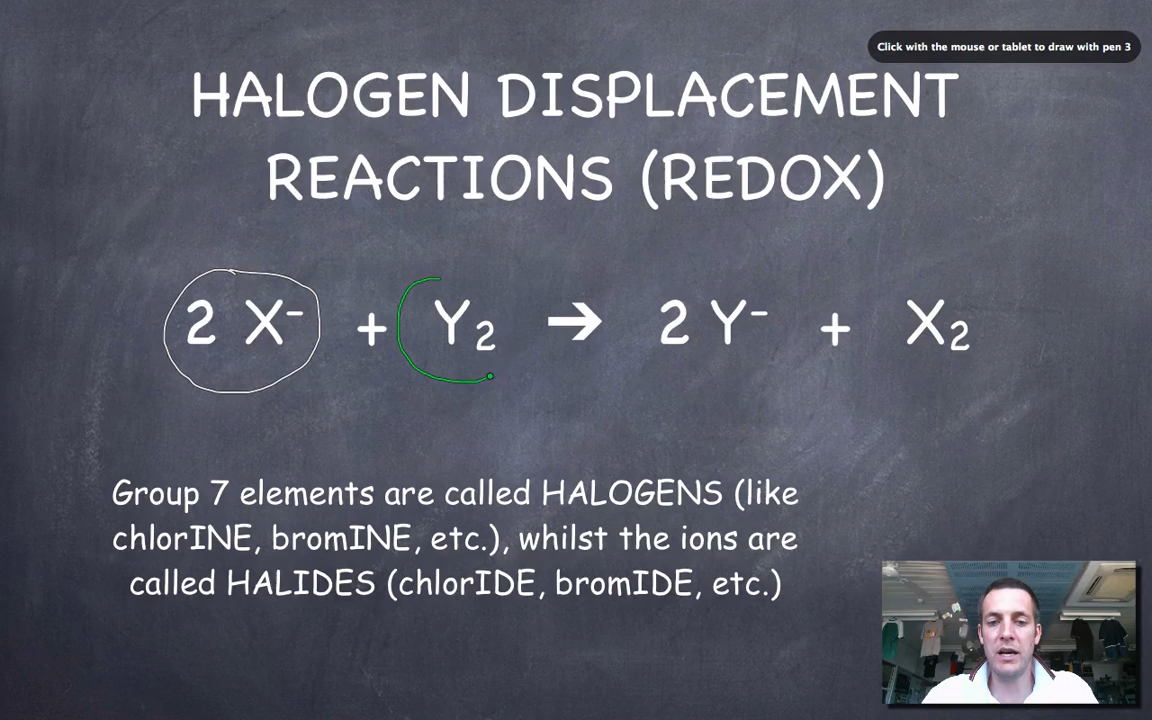 Click with the mouse or tablet to draw with pen 3
HALOGEN DISPLACEMENT
REACTIONS (REDOX)
2 X⁻ + Y₂ → 2 Y⁻ + X₂
Group 7 elements are called HALOGENS (like
chlorINE, bromINE, etc.), whilst the ions are
called HALIDES (chlorIDE, bromIDE, etc.)